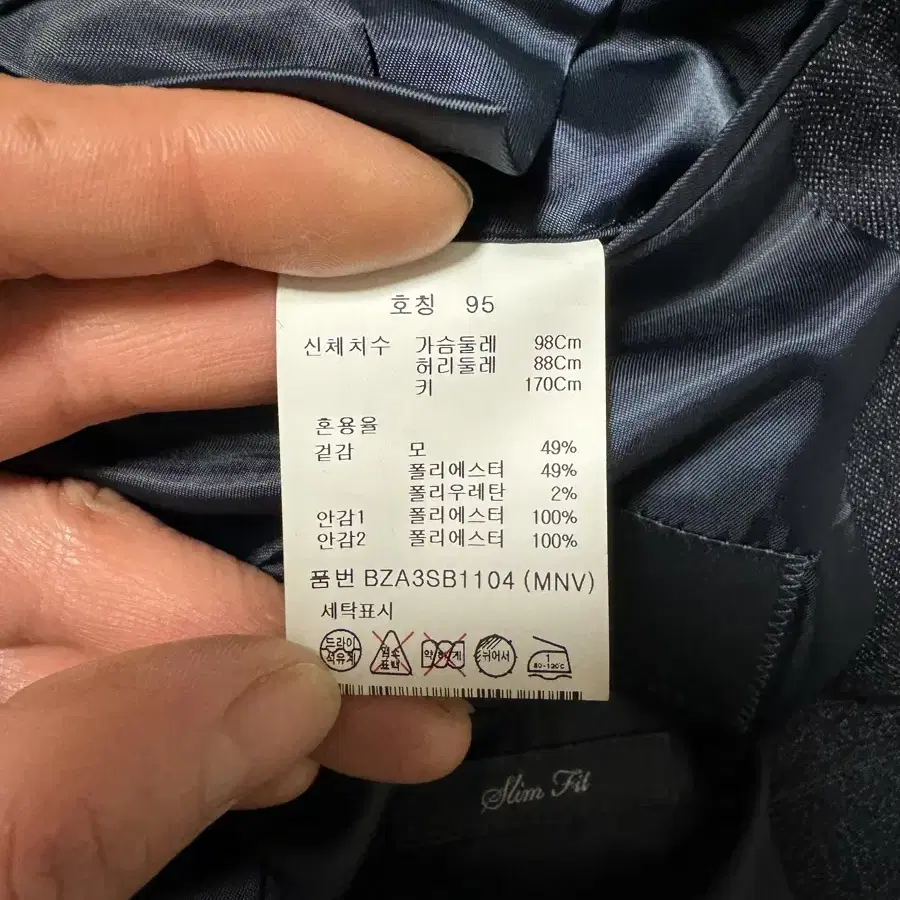 호칭 95
신체치수 가슴둘레 98Cm
허리둘레 88Cm
키 170Cm
혼용율
겉감 모 49%
폴리에스터 49%
폴리우레탄 2%
안감1 폴리에스터 100%
안감2 폴리에스터 100%
품번 BZA3SB1104 (MNV)
세탁표시
드라이 석유계
염소 표백
약하게
뉘어서
1
80-120℃
Slim Fit